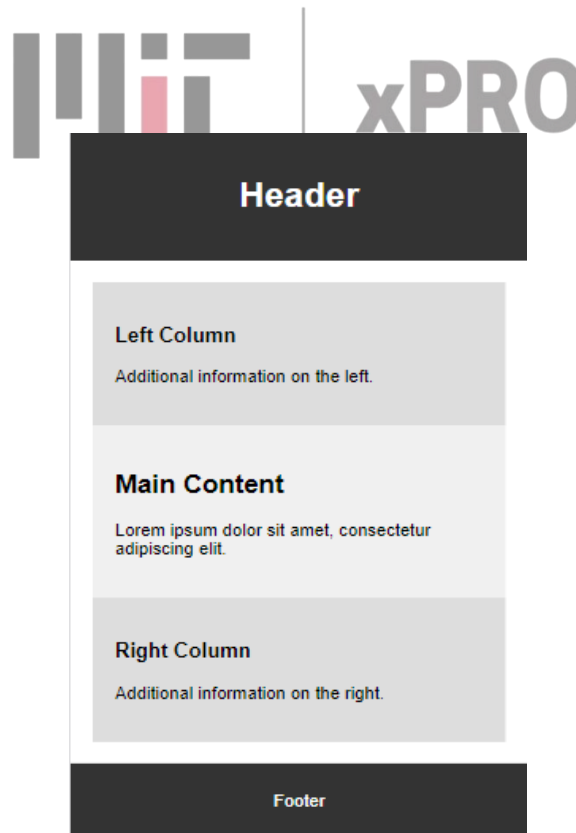 MIT
xPRO
Header
Left Column
Additional information on the left.
Main Content
Lorem ipsum dolor sit amet, consectetur
adipiscing elit.
Right Column
Additional information on the right.
Footer